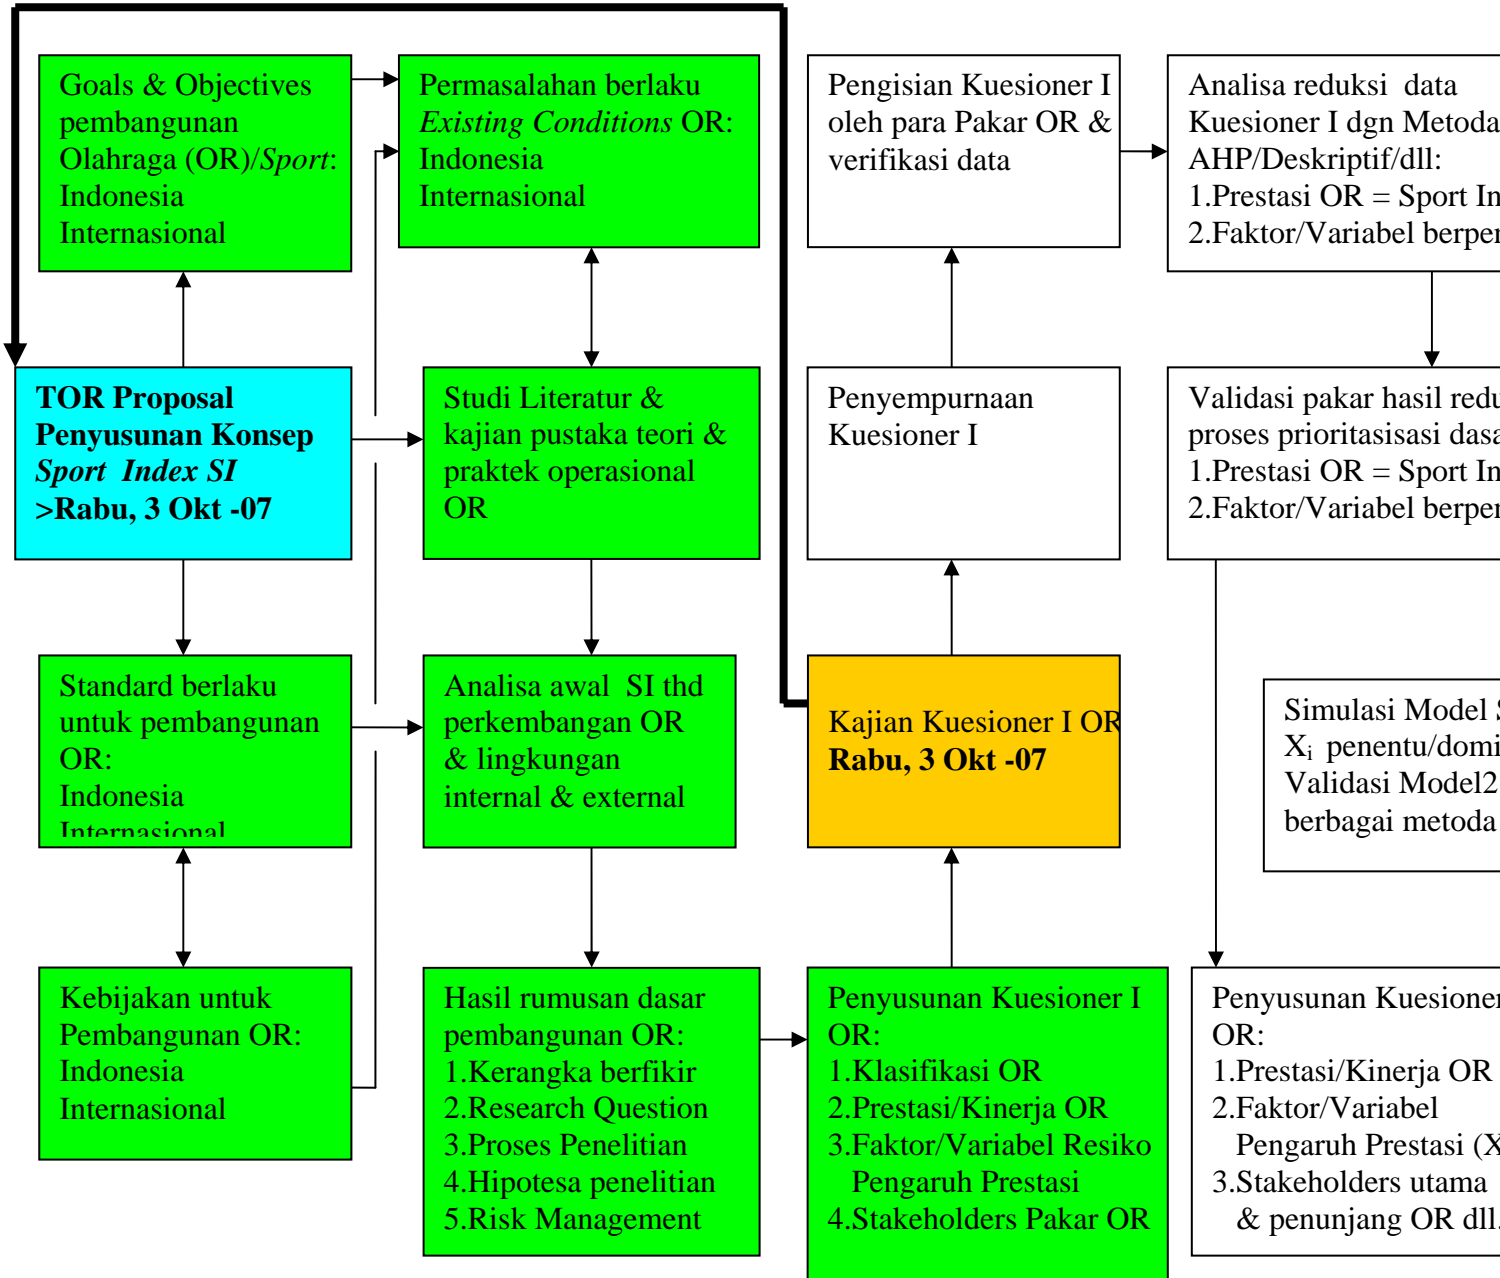 Goals & Objectives
pembangunan
Olahraga (OR)/Sport:
Indonesia
Internasional
Permasalahan berlaku
Existing Conditions OR:
Indonesia
Internasional
Pengisian Kuesioner I
oleh para Pakar OR &
verifikasi data
Analisa reduksi data
Kuesioner I dgn Metoda
AHP/Deskriptif/dll:
1.Prestasi OR = Sport
2.Faktor/Variabel
TOR Proposal
Penyusunan Konsep
Sport Index SI
>Rabu, 3 Okt -07
Studi Literatur &
kajian pustaka teori &
praktek operasional
OR
Penyempurnaan
Kuesioner I
Validasi pakar hasil
proses prioritasisasi
1.Prestasi OR = Sport
2.Faktor/Variabel
Standard berlaku
untuk pembangunan
OR:
Indonesia
Internasional
Analisa awal SI thd
perkembangan OR
& lingkungan
internal & external
Kajian Kuesioner I OR
Rabu, 3 Okt -07
Simulasi Model
Xi penentu/
Validasi Model2
berbagai metoda
Kebijakan untuk
Pembangunan OR:
Indonesia
Internasional
Hasil rumusan dasar
pembangunan OR:
1.Kerangka berfikir
2.Research Question
3.Proses Penelitian
4.Hipotesa penelitian
5.Risk Management
Penyusunan Kuesioner I
OR:
1.Klasifikasi OR
2.Prestasi/Kinerja OR
3.Faktor/Variabel Resiko
Pengaruh Prestasi
4.Stakeholders Pakar OR
Penyusunan Kuesioner
OR:
1.Prestasi/Kinerja OR
2.Faktor/Variabel
Pengaruh Prestasi (X
3.Stakeholders utama
& penunjang OR dll.